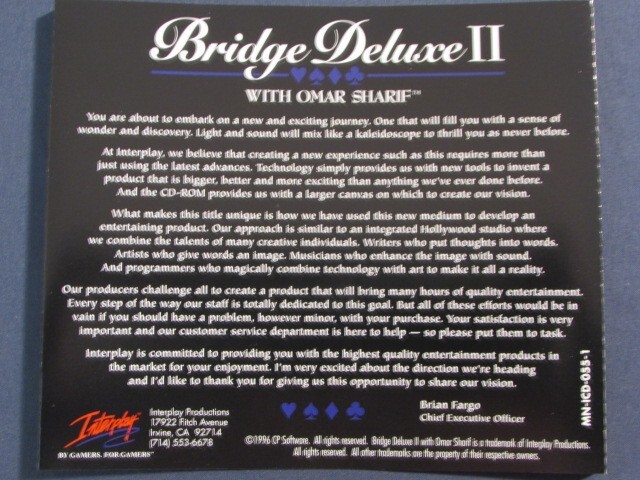 Bridge Deluxe II
WITH OMAR SHARIF™
You are about to embark on a new and exciting journey. One that will fill you with a sense of
wonder and discovery. Light and sound will mix like a kaleidoscope to thrill you as never before.
At Interplay, we believe that creating a new experience such as this requires more than
just using the latest advances. Technology simply provides us with new tools to invent a
product that is bigger, better and more exciting than anything we've ever done before.
And the CD-ROM provides us with a larger canvas on which to create our vision.
What makes this title unique is how we have used this new medium to develop an
entertaining product. Our approach is similar to an integrated Hollywood studio where
we combine the talents of many creative individuals. Writers who put thoughts into words.
Artists who give words an image. Musicians who enhance the image with sound.
And programmers who magically combine technology with art to make it all a reality.
Our producers challenge all to create a product that will bring many hours of quality entertainment.
Every step of the way our staff is totally dedicated to this goal. But all of these efforts would be in
vain if you should have a problem, however minor, with your purchase. Your satisfaction is very
important and our customer service department is here to help — so please put them to task.
Interplay is committed to providing you with the highest quality entertainment products in
the market for your enjoyment. I'm very excited about the direction we're heading
and I'd like to thank you for giving us this opportunity to share our vision.
Brian Fargo
Chief Executive Officer
Interplay
BY GAMERS. FOR GAMERS™
Interplay Productions
17922 Fitch Avenue
Irvine, CA 92714
(714) 553-6678
©1996 CP Software. All rights reserved. Bridge Deluxe II with Omar Sharif is a trademark of Interplay Productions.
All rights reserved. All other trademarks are the property of their respective owners.
MN-ICD-055-1